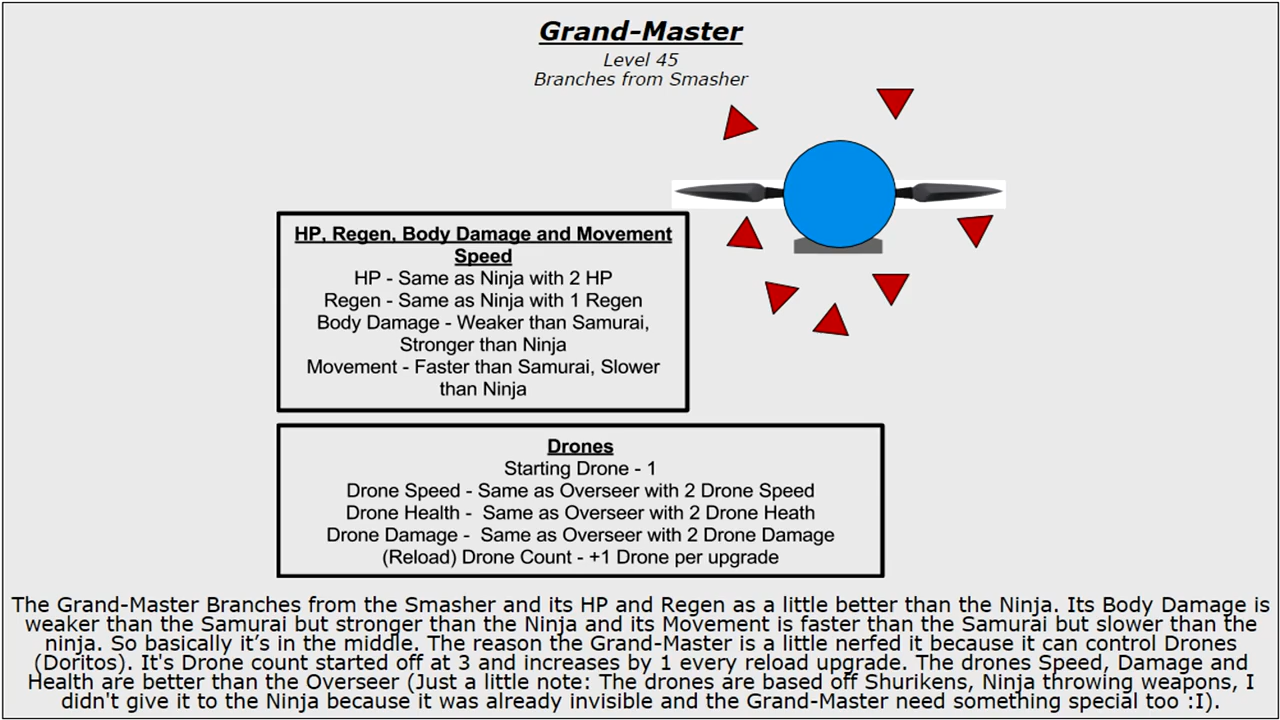 Grand-Master
Level 45
Branches from Smasher
HP, Regen, Body Damage and Movement
Speed
HP - Same as Ninja with 2 HP
Regen - Same as Ninja with 1 Regen
Body Damage - Weaker than Samurai,
Stronger than Ninja
Movement - Faster than Samurai, Slower
than Ninja
Drones
Starting Drone - 1
Drone Speed - Same as Overseer with 2 Drone Speed
Drone Health -  Same as Overseer with 2 Drone Heath
Drone Damage -  Same as Overseer with 2 Drone Damage
(Reload) Drone Count - +1 Drone per upgrade
The Grand-Master Branches from the Smasher and its HP and Regen as a little better than the Ninja. Its Body Damage is
weaker than the Samurai but stronger than the Ninja and its Movement is faster than the Samurai but slower than the
ninja. So basically it’s in the middle. The reason the Grand-Master is a little nerfed it because it can control Drones
(Doritos). It's Drone count started off at 3 and increases by 1 every reload upgrade. The drones Speed, Damage and
Health are better than the Overseer (Just a little note: The drones are based off Shurikens, Ninja throwing weapons, I
didn't give it to the Ninja because it was already invisible and the Grand-Master need something special too :I).